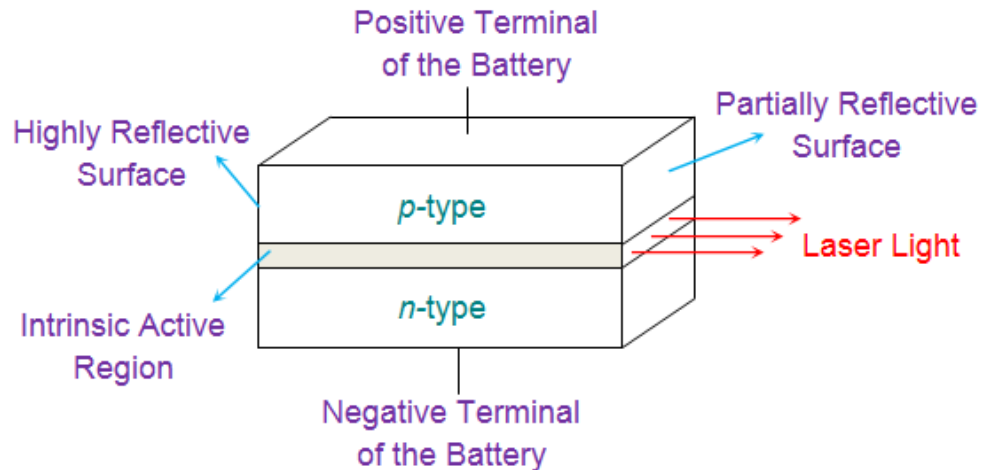 Positive Terminal
of the Battery
Highly Reflective
Surface
Partially Reflective
Surface
p-type
Laser Light
n-type
Intrinsic Active
Region
Negative Terminal
of the Battery